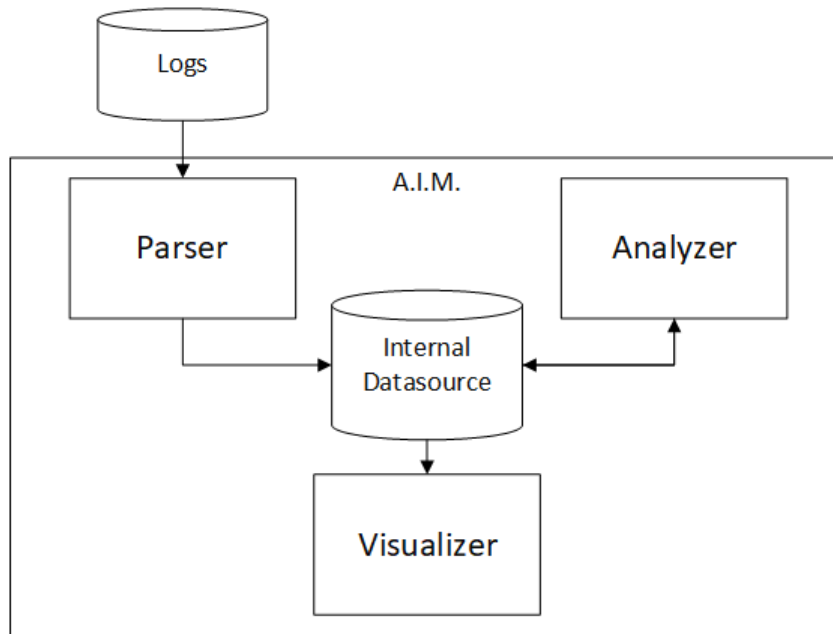 Logs
A.I.M.
Parser
Analyzer
Internal
Datasource
Visualizer